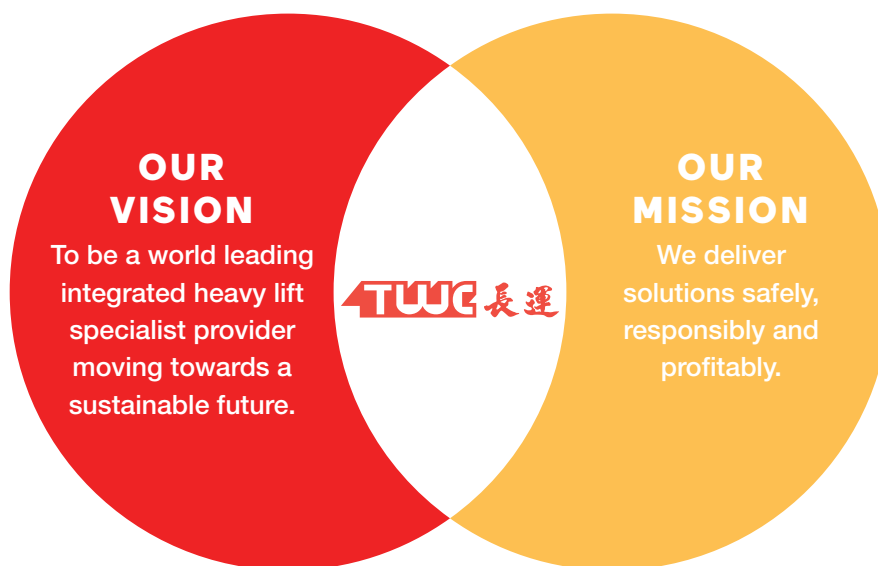 OUR
VISION
To be a world leading
integrated heavy lift
specialist provider
moving towards a
sustainable future.
TWC 長運
OUR
MISSION
We deliver
solutions safely,
responsibly and
profitably.